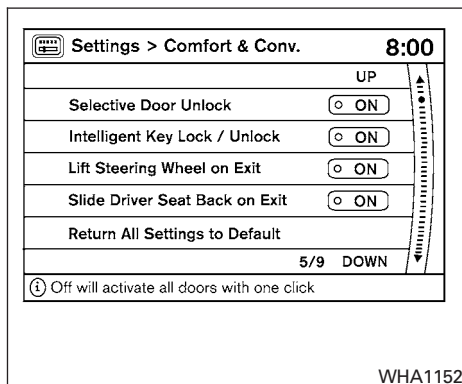 Settings > Comfort & Conv. 8:00
UP
Selective Door Unlock ON
Intelligent Key Lock / Unlock ON
Lift Steering Wheel on Exit ON
Slide Driver Seat Back on Exit ON
Return All Settings to Default
5/9 DOWN
i Off will activate all doors with one click
WHA1152